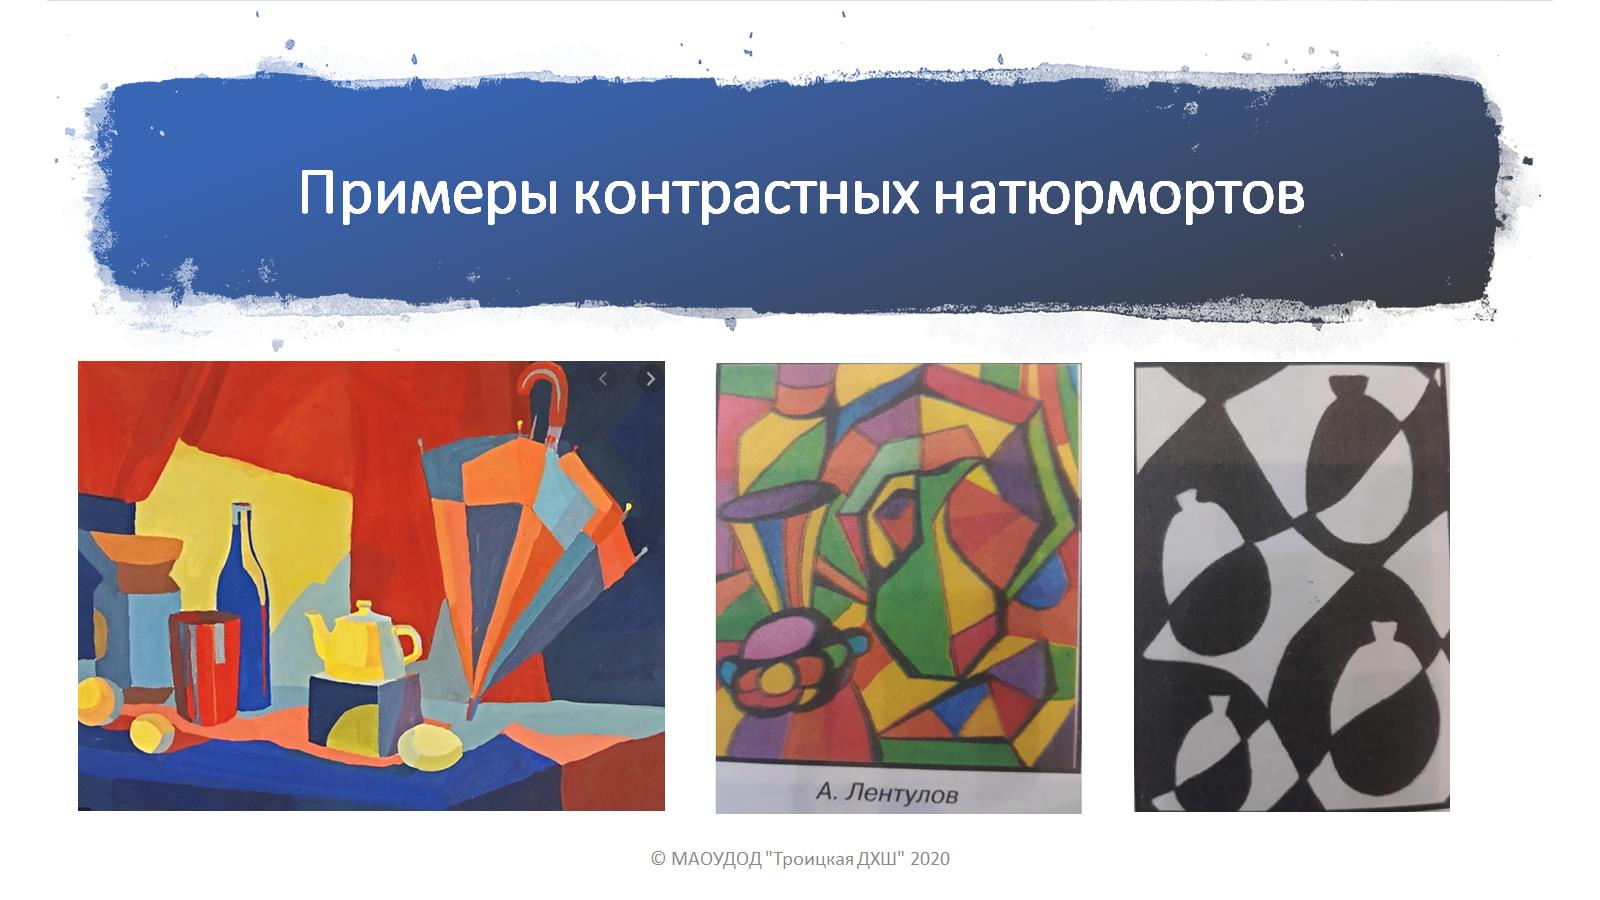 Примеры контрастных натюрмортов
А. Лентулов
© МАОУДОД "Троицкая ДХШ" 2020